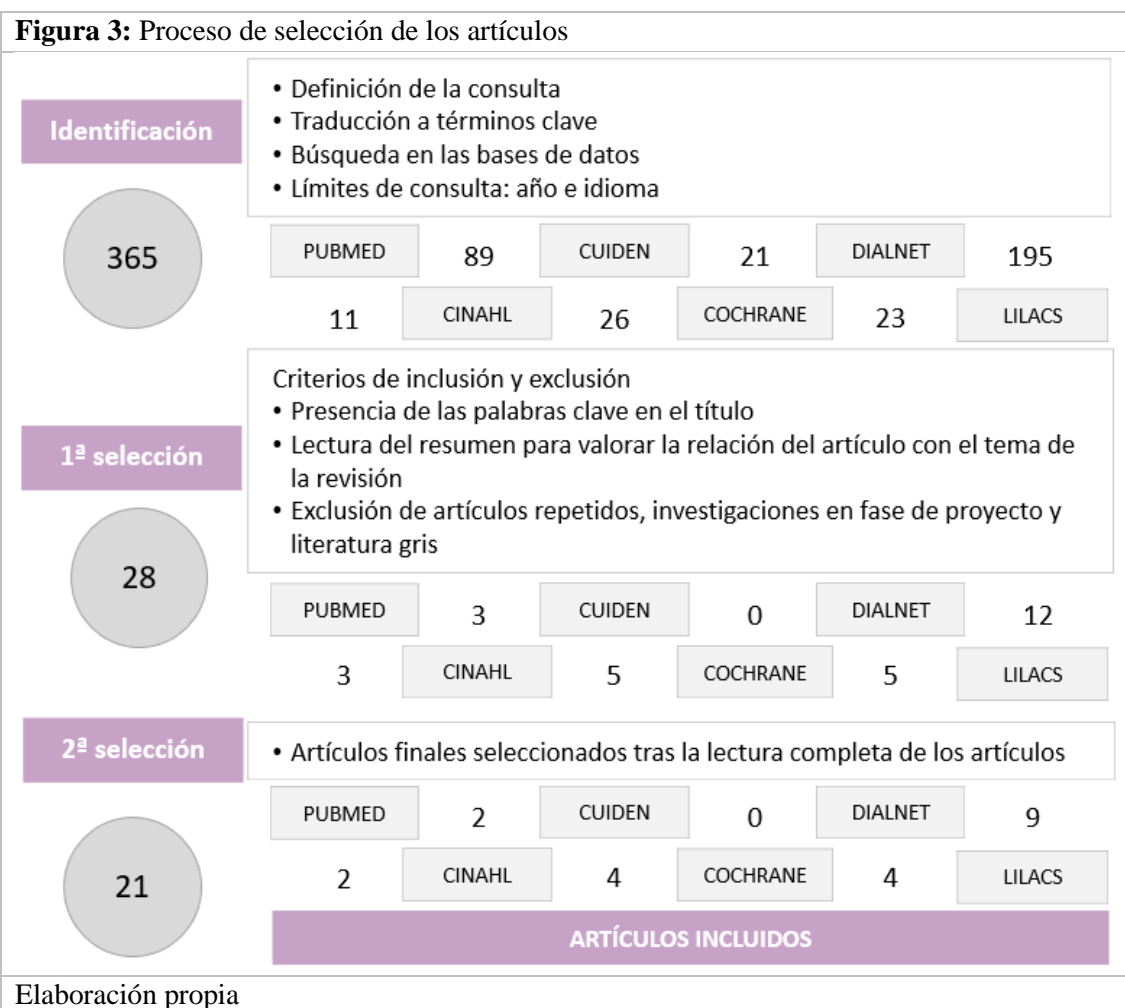 Figura 3: Proceso de selección de los artículos
Identificación
365
• Definición de la consulta
• Traducción a términos clave
• Búsqueda en las bases de datos
• Límites de consulta: año e idioma
PUBMED 89 CUIDEN 21 DIALNET 195
11 CINAHL 26 COCHRANE 23 LILACS
1ª selección
28
Criterios de inclusión y exclusión
• Presencia de las palabras clave en el título
• Lectura del resumen para valorar la relación del artículo con el tema de
la revisión
• Exclusión de artículos repetidos, investigaciones en fase de proyecto y
literatura gris
PUBMED 3 CUIDEN 0 DIALNET 12
3 CINAHL 5 COCHRANE 5 LILACS
2ª selección
21
• Artículos finales seleccionados tras la lectura completa de los artículos
PUBMED 2 CUIDEN 0 DIALNET 9
2 CINAHL 4 COCHRANE 4 LILACS
ARTÍCULOS INCLUIDOS
Elaboración propia